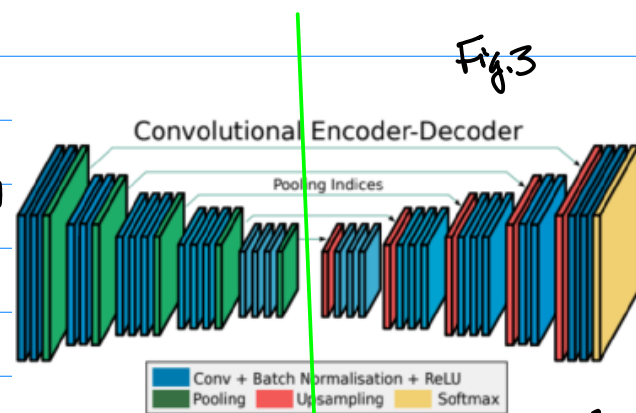 Fig.3
Convolutional Encoder-Decoder
Pooling Indices
Conv + Batch Normalisation + ReLU
Pooling Upsampling Softmax